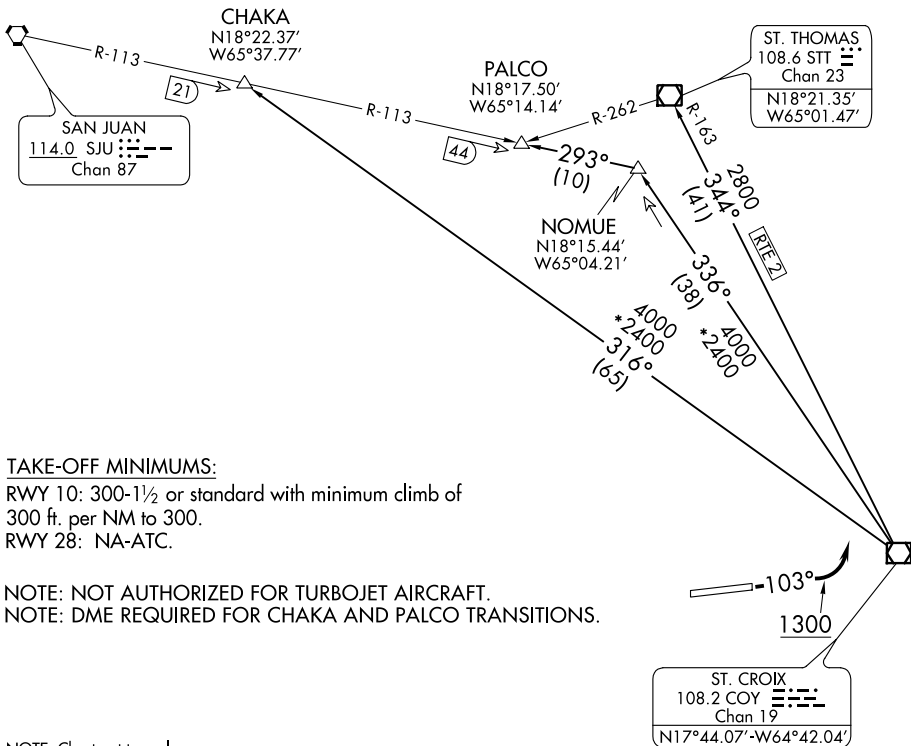 CHAKA
N18°22.37′
W65°37.77′
R-113
21
SAN JUAN
114.0 SJU
Chan 87
PALCO
N18°17.50′
W65°14.14′
R-113
44
ST. THOMAS
108.6 STT
Chan 23
N18°21.35′
W65°01.47′
R-262
R-163
293°
(10)
NOMUE
N18°15.44′
W65°04.21′
2800
344°
(41)
RTE 2
336°
(38)
4000
*2400
4000
*2400
316°
(65)
TAKE-OFF MINIMUMS:
RWY 10: 300-1½ or standard with minimum climb of
300 ft. per NM to 300.
RWY 28: NA-ATC.
NOTE: NOT AUTHORIZED FOR TURBOJET AIRCRAFT.
NOTE: DME REQUIRED FOR CHAKA AND PALCO TRANSITIONS.
103°
1300
ST. CROIX
108.2 COY
Chan 19
N17°44.07′-W64°42.04′